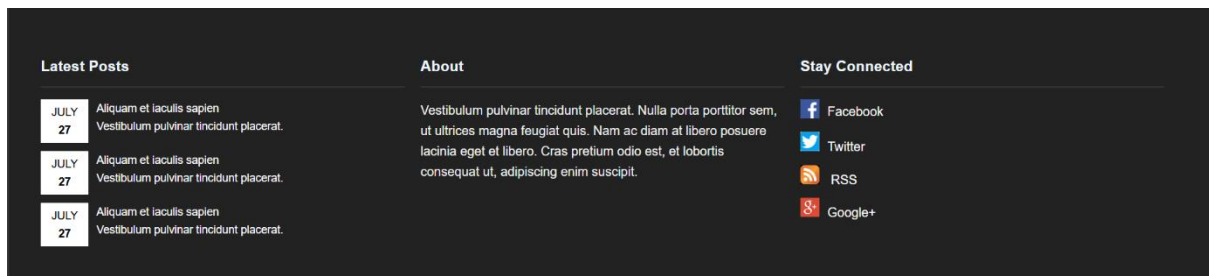 Latest Posts
JULY
27
Aliquam et iaculis sapien
Vestibulum pulvinar tincidunt placerat.
JULY
27
Aliquam et iaculis sapien
Vestibulum pulvinar tincidunt placerat.
JULY
27
Aliquam et iaculis sapien
Vestibulum pulvinar tincidunt placerat.
About
Vestibulum pulvinar tincidunt placerat. Nulla porta porttitor sem,
ut ultrices magna feugiat quis. Nam ac diam at libero posuere
lacinia eget et libero. Cras pretium odio est, et lobortis
consequat ut, adipiscing enim suscipit.
Stay Connected
Facebook
Twitter
RSS
Google+